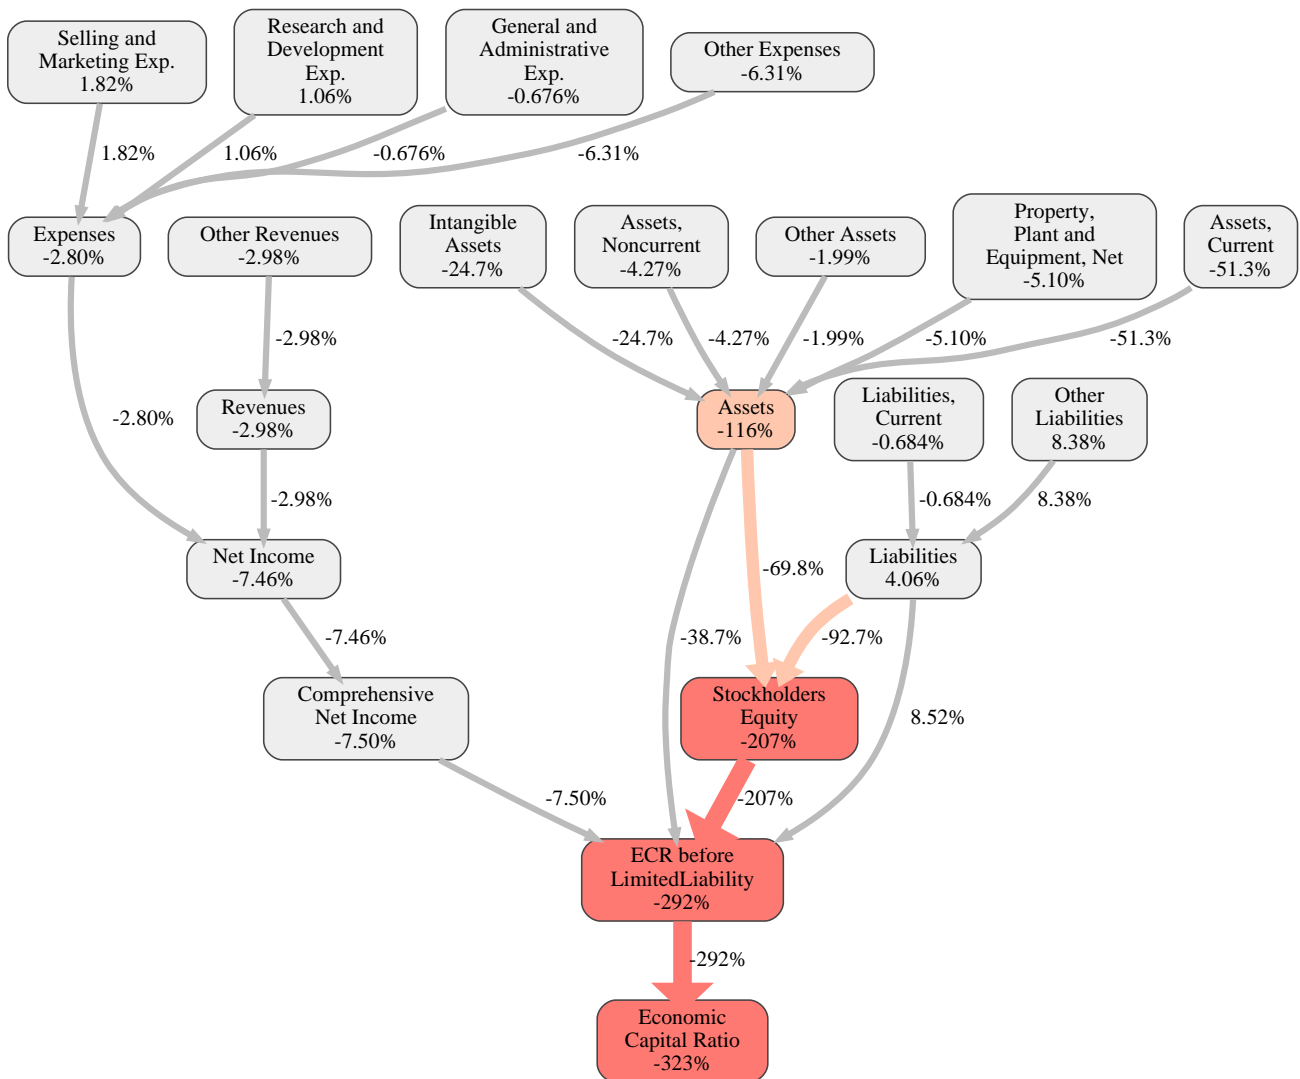 Selling and
Marketing Exp.
1.82%
Research and
Development
Exp.
1.06%
General and
Administrative
Exp.
-0.676%
Other Expenses
-6.31%
1.82%
1.06%
-0.676%
-6.31%
Expenses
-2.80%
Other Revenues
-2.98%
Intangible
Assets
-24.7%
Assets,
Noncurrent
-4.27%
Other Assets
-1.99%
Property,
Plant and
Equipment, Net
-5.10%
Assets,
Current
-51.3%
-2.98%
-24.7%
-4.27%
-1.99%
-5.10%
-51.3%
-2.80%
Revenues
-2.98%
Assets
-116%
Liabilities,
Current
-0.684%
Other
Liabilities
8.38%
-2.98%
-0.684%
8.38%
Net Income
-7.46%
-69.8%
Liabilities
4.06%
-7.46%
-38.7%
-92.7%
Comprehensive
Net Income
-7.50%
Stockholders
Equity
-207%
8.52%
-7.50%
-207%
ECR before
LimitedLiability
-292%
-292%
Economic
Capital Ratio
-323%